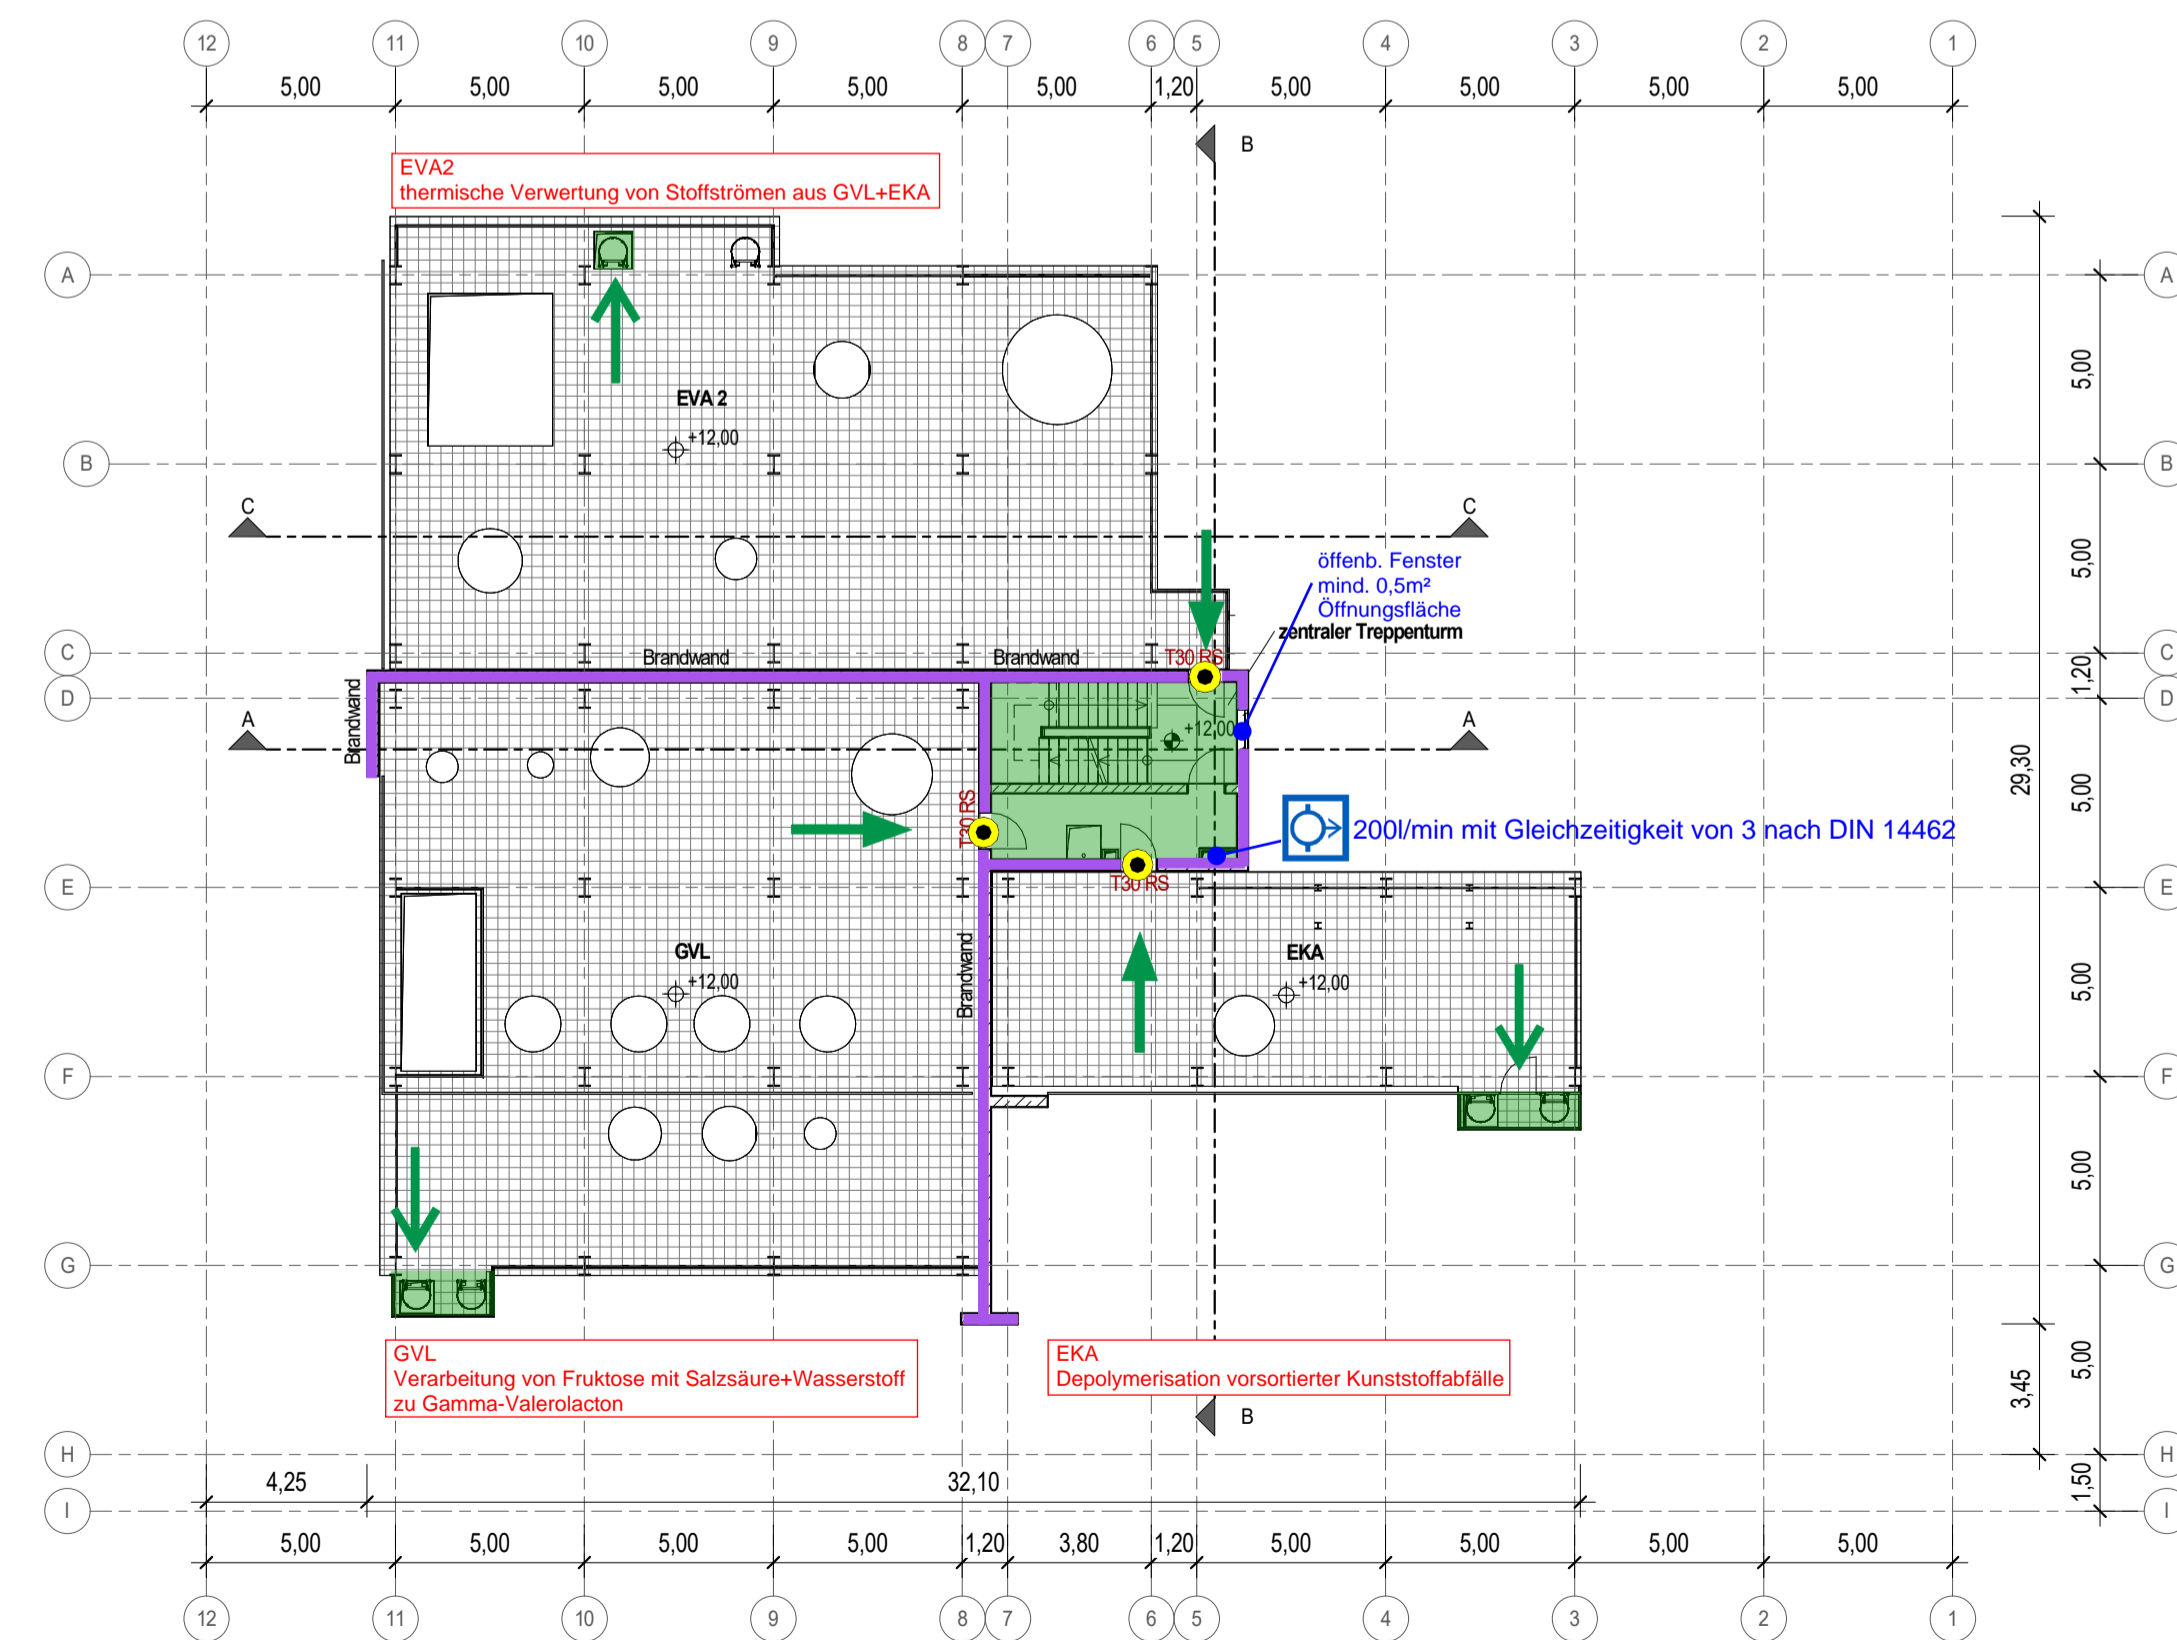 12 11 10 9 8 7 6 5 4 3 2 1
5,00 5,00 5,00 5,00 5,00 1,20 5,00 5,00 5,00 5,00
B
EVA2
thermische Verwertung von Stoffströmen aus GVL+EKA
A A
5,00
EVA 2
+12,00
B B
C C
öffenb. Fenster
mind. 0,5m²
Öffnungsfläche
5,00
zentraler Treppenturm
Brandwand Brandwand T30 RS
C C
1,20
D D
Brandwand
A A
+12,00
29,30
5,00
T30 RS
200l/min mit Gleichzeitigkeit von 3 nach DIN 14462
T30 RS
E E
GVL
+12,00
Brandwand
EKA
+12,00
5,00
F F
5,00
G G
GVL
Verarbeitung von Fruktose mit Salzsäure+Wasserstoff
zu Gamma-Valerolacton
EKA
Depolymerisation vorsortierter Kunststoffabfälle
5,00
3,45
B
H H
4,25 32,10
1,50
I I
5,00 5,00 5,00 5,00 1,20 3,80 1,20 5,00 5,00 5,00 5,00
12 11 10 9 8 7 6 5 4 3 2 1